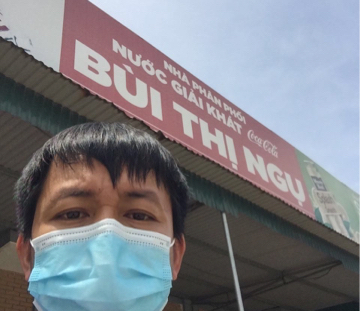 NHÀ PHÂN PHỐI
NƯỚC GIẢI KHÁT
Coca-Cola
BÙI THỊ NGỤ